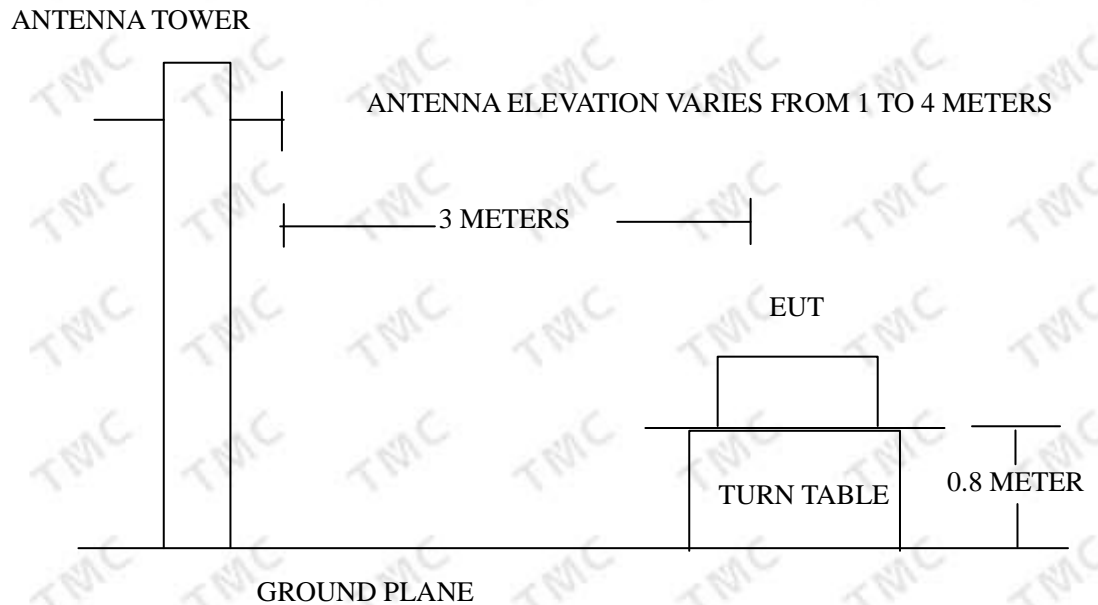 ANTENNA TOWER
ANTENNA ELEVATION VARIES FROM 1 TO 4 METERS
3 METERS
EUT
TURN TABLE
0.8 METER
GROUND PLANE
TMC